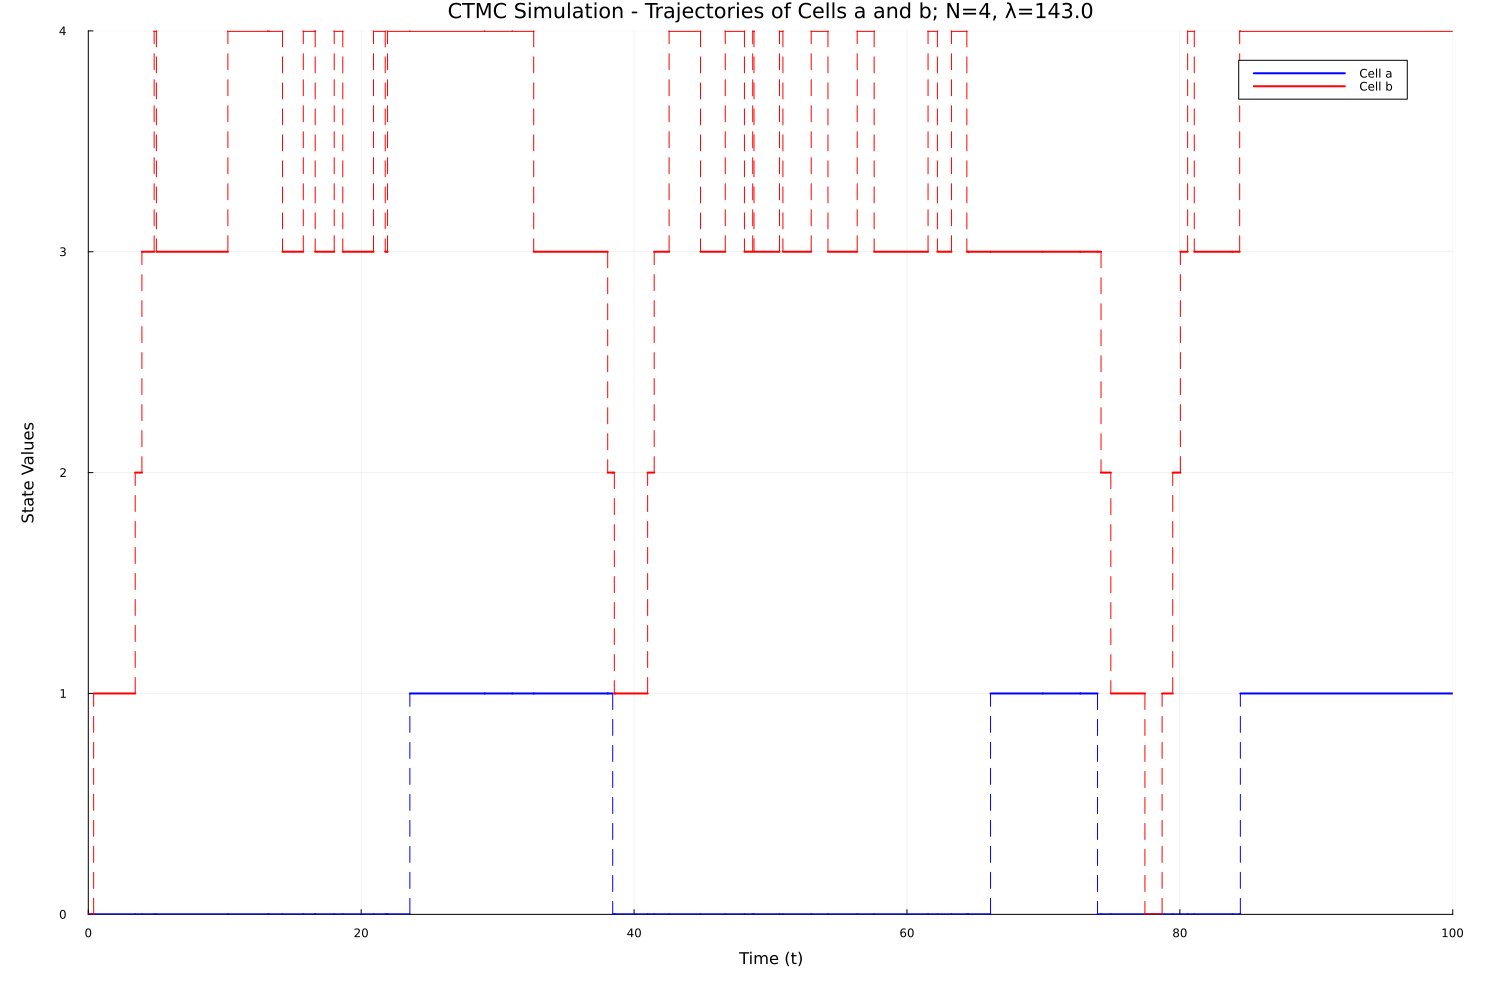 CTMC Simulation - Trajectories of Cells a and b; N=4, λ=143.0
4
Cell a
Cell b
3
State Values
2
1
0
0 20 40 60 80 100
Time (t)